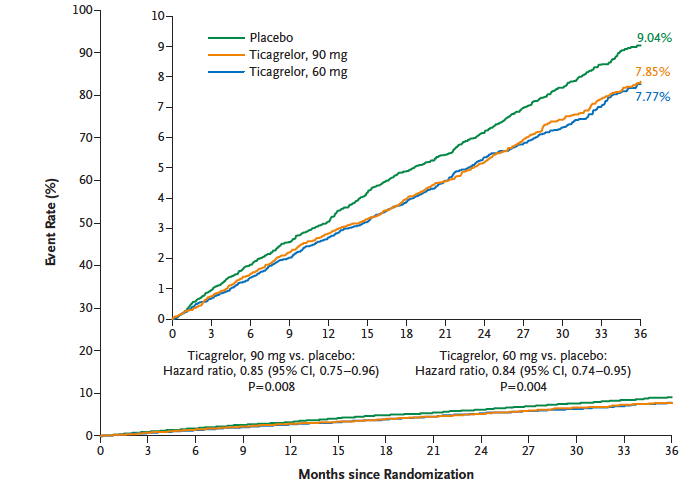 100
90
80
70
60
50
40
30
20
10
0
Event Rate (%)
10
9
8
7
6
5
4
3
2
1
0
Placebo
Ticagrelor, 90 mg
Ticagrelor, 60 mg
9.04%
7.85%
7.77%
0 3 6 9 12 15 18 21 24 27 30 33 36
Ticagrelor, 90 mg vs. placebo:
Hazard ratio, 0.85 (95% CI, 0.75–0.96)
P=0.008
Ticagrelor, 60 mg vs. placebo:
Hazard ratio, 0.84 (95% CI, 0.74–0.95)
P=0.004
0 3 6 9 12 15 18 21 24 27 30 33 36
Months since Randomization